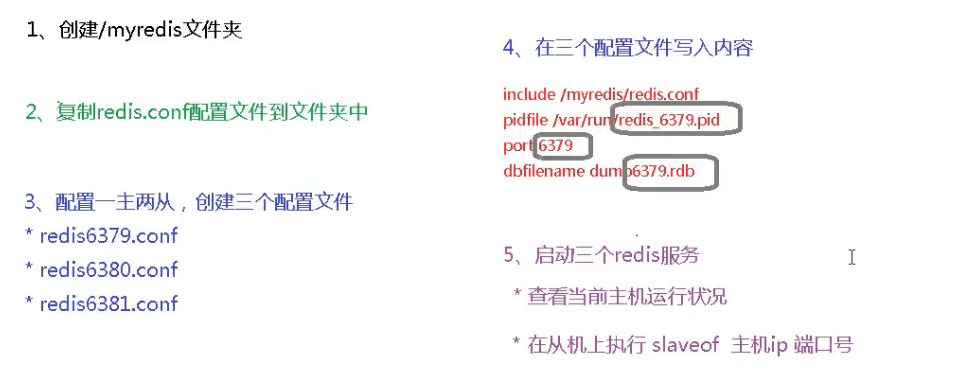 1、创建/myredis文件夹
2、复制redis.conf配置文件到文件夹中
3、配置一主两从，创建三个配置文件
* redis6379.conf
* redis6380.conf
* redis6381.conf
4、在三个配置文件写入内容
include /myredis/redis.conf
pidfile /var/run/redis_6379.pid
port 6379
dbfilename dump6379.rdb
5、启动三个redis服务
* 查看当前主机运行状况
* 在从机上执行 slaveof 主机ip 端口号